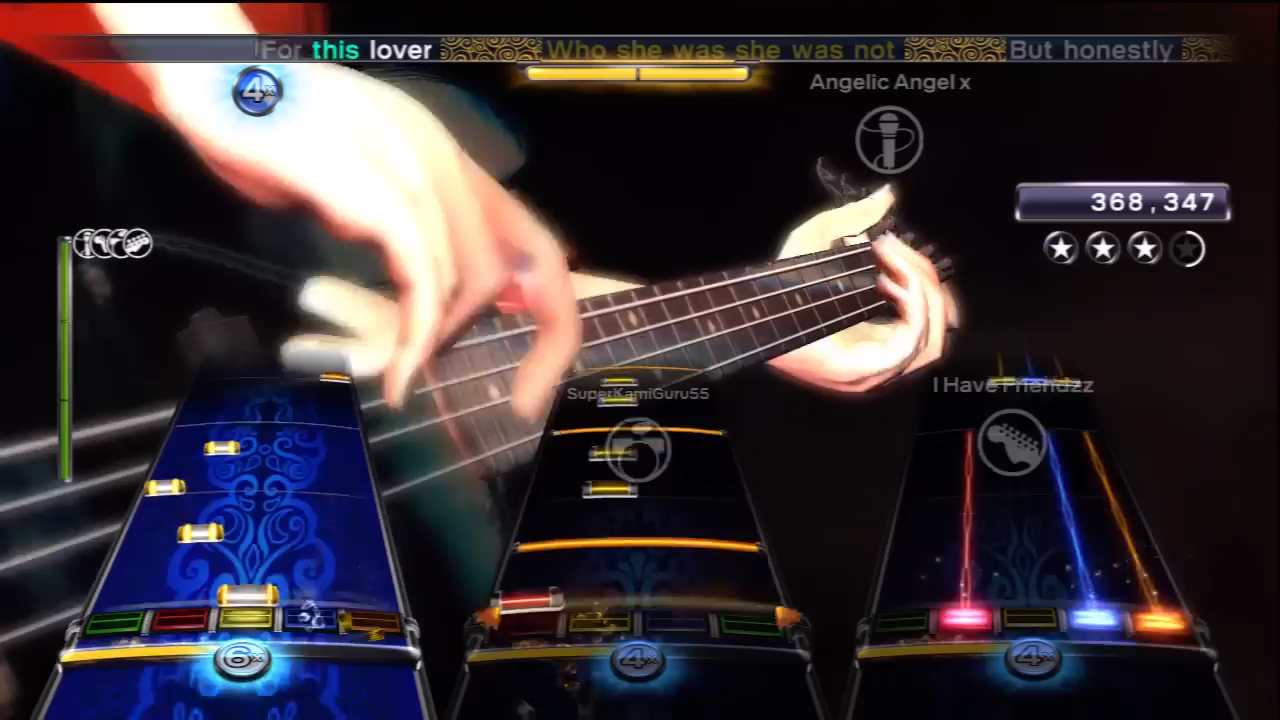 For this lover Who she was she was not But honestly
4x
Angelic Angel x
368,347
SuperKamiGuru55
I Have Friendzz
6x
4x
4x